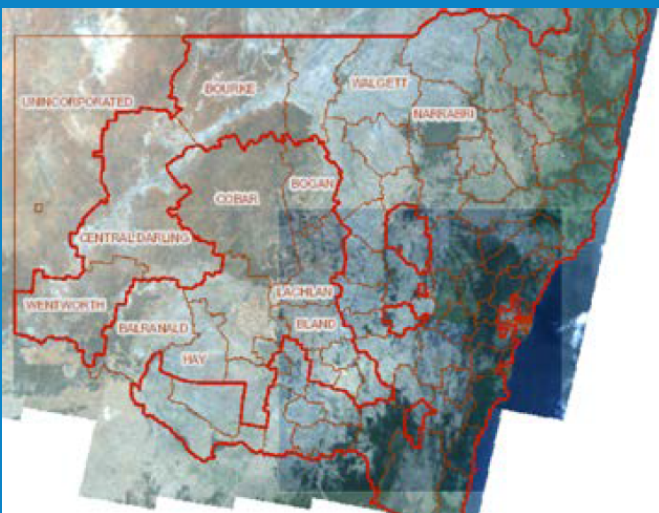 BOURKE
WALGETT
UNINCORPORATED
NARRABRI
BOGAN
COBAR
CENTRAL DARLING
LACHLAN
WENTWORTH
BALRANALD
BLAND
HAY